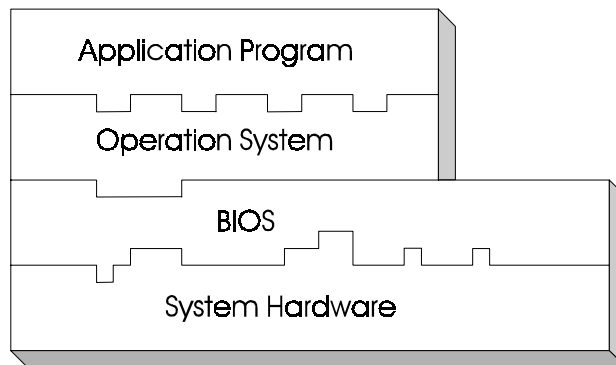 Application Program
Operation System
BIOS
System Hardware